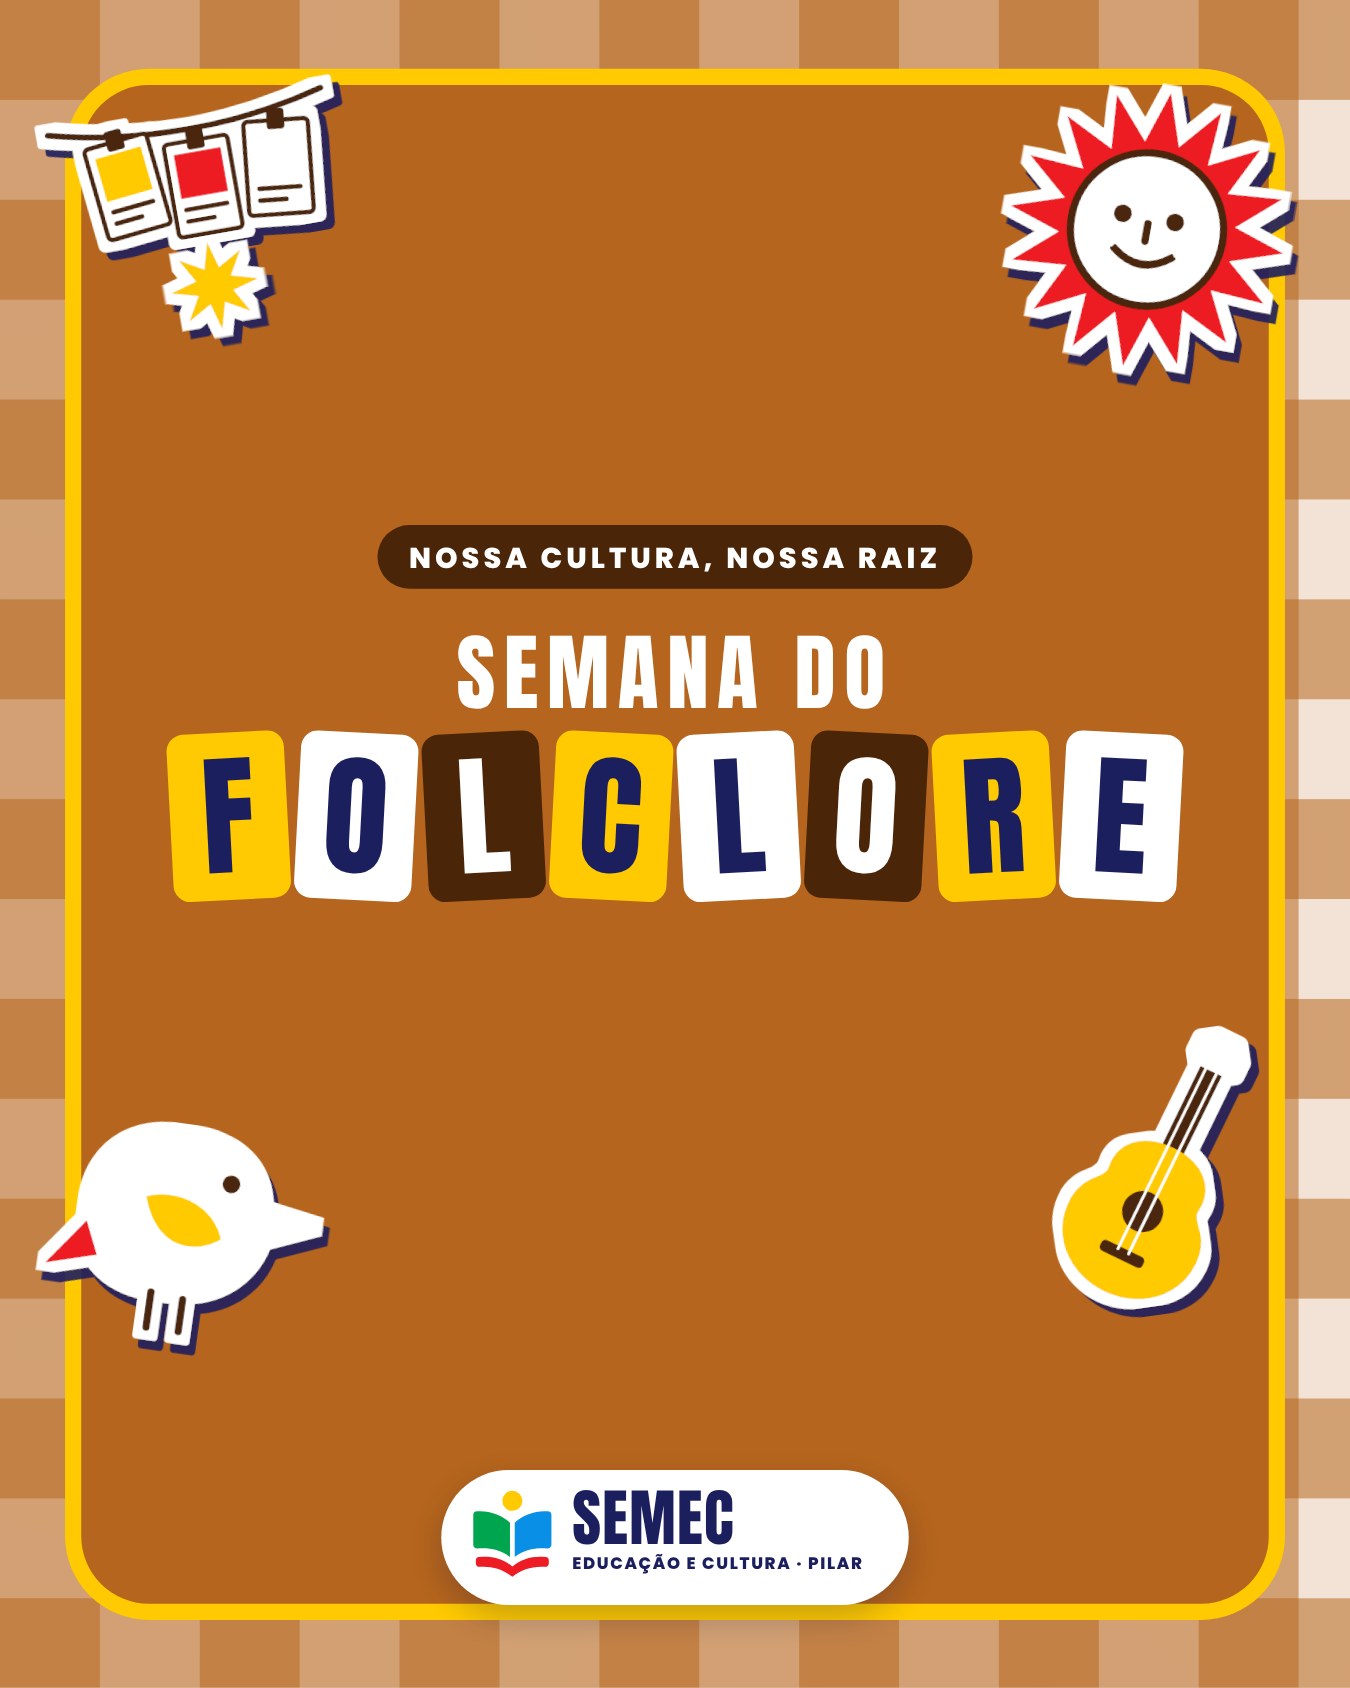 NOSSA CULTURA, NOSSA RAIZ
SEMANA DO
FOLCLORE
SEMEC
EDUCAÇÃO E CULTURA · PILAR